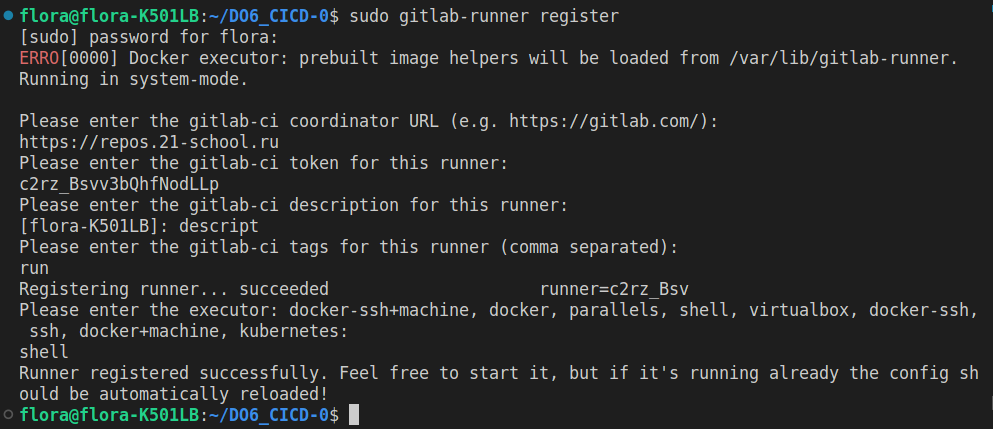 flora@flora-K501LB:~/DO6_CICD-0$ sudo gitlab-runner register
[sudo] password for flora:
ERRO[0000] Docker executor: prebuilt image helpers will be loaded from /var/lib/gitlab-runner.
Running in system-mode.
Please enter the gitlab-ci coordinator URL (e.g. https://gitlab.com/):
https://repos.21-school.ru
Please enter the gitlab-ci token for this runner:
c2rz_Bsvv3bQhfNodLLp
Please enter the gitlab-ci description for this runner:
[flora-K501LB]: descript
Please enter the gitlab-ci tags for this runner (comma separated):
run
Registering runner... succeeded                     runner=c2rz_Bsv
Please enter the executor: docker-ssh+machine, docker, parallels, shell, virtualbox, docker-ssh,
 ssh, docker+machine, kubernetes:
shell
Runner registered successfully. Feel free to start it, but if it's running already the config sh
ould be automatically reloaded!
flora@flora-K501LB:~/DO6_CICD-0$